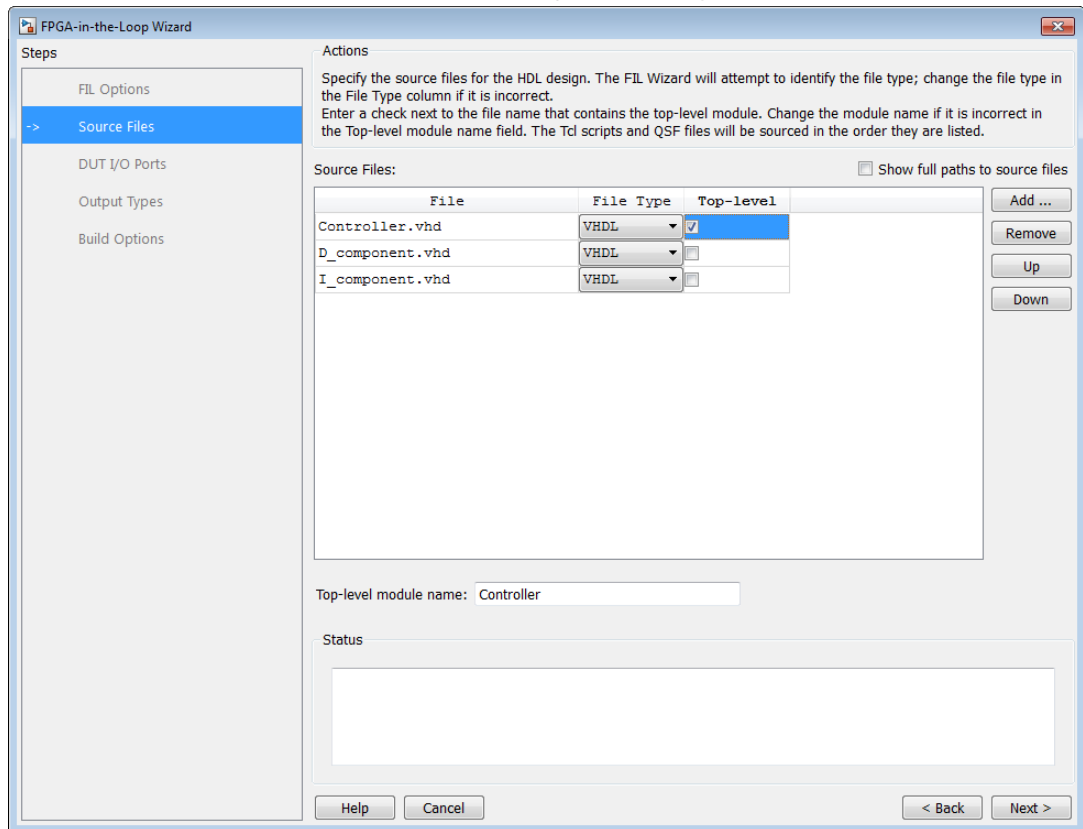 FPGA-in-the-Loop Wizard
Steps
FIL Options
-> Source Files
DUT I/O Ports
Output Types
Build Options
Actions
Specify the source files for the HDL design. The FIL Wizard will attempt to identify the file type; change the file type in
the File Type column if it is incorrect.
Enter a check next to the file name that contains the top-level module. Change the module name if it is incorrect in
the Top-level module name field. The Tcl scripts and QSF files will be sourced in the order they are listed.
Source Files: Show full paths to source files
File File Type Top-level
Controller.vhd VHDL
D_component.vhd VHDL
I_component.vhd VHDL
Add ...
Remove
Up
Down
Top-level module name: Controller
Status
Help Cancel < Back Next >